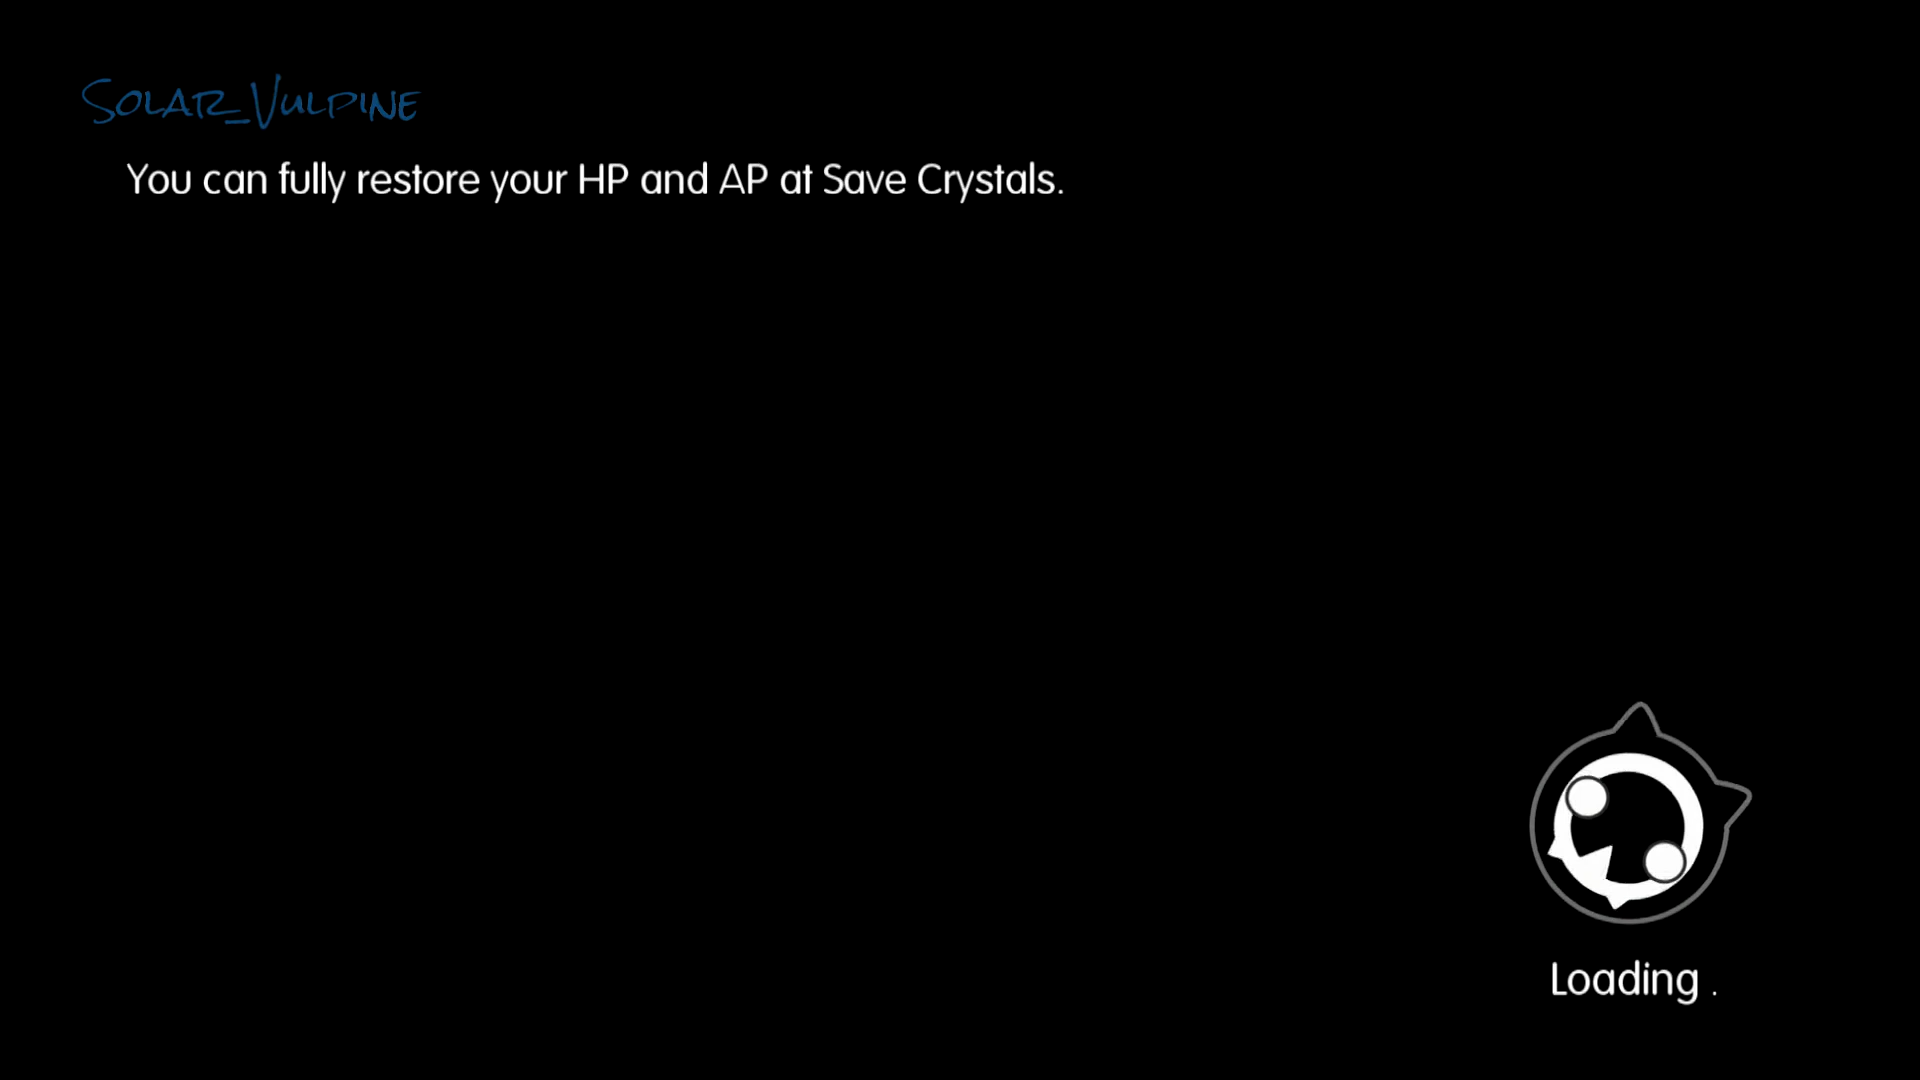 Solar_Vulpine
You can fully restore your HP and AP at Save Crystals.
Loading .